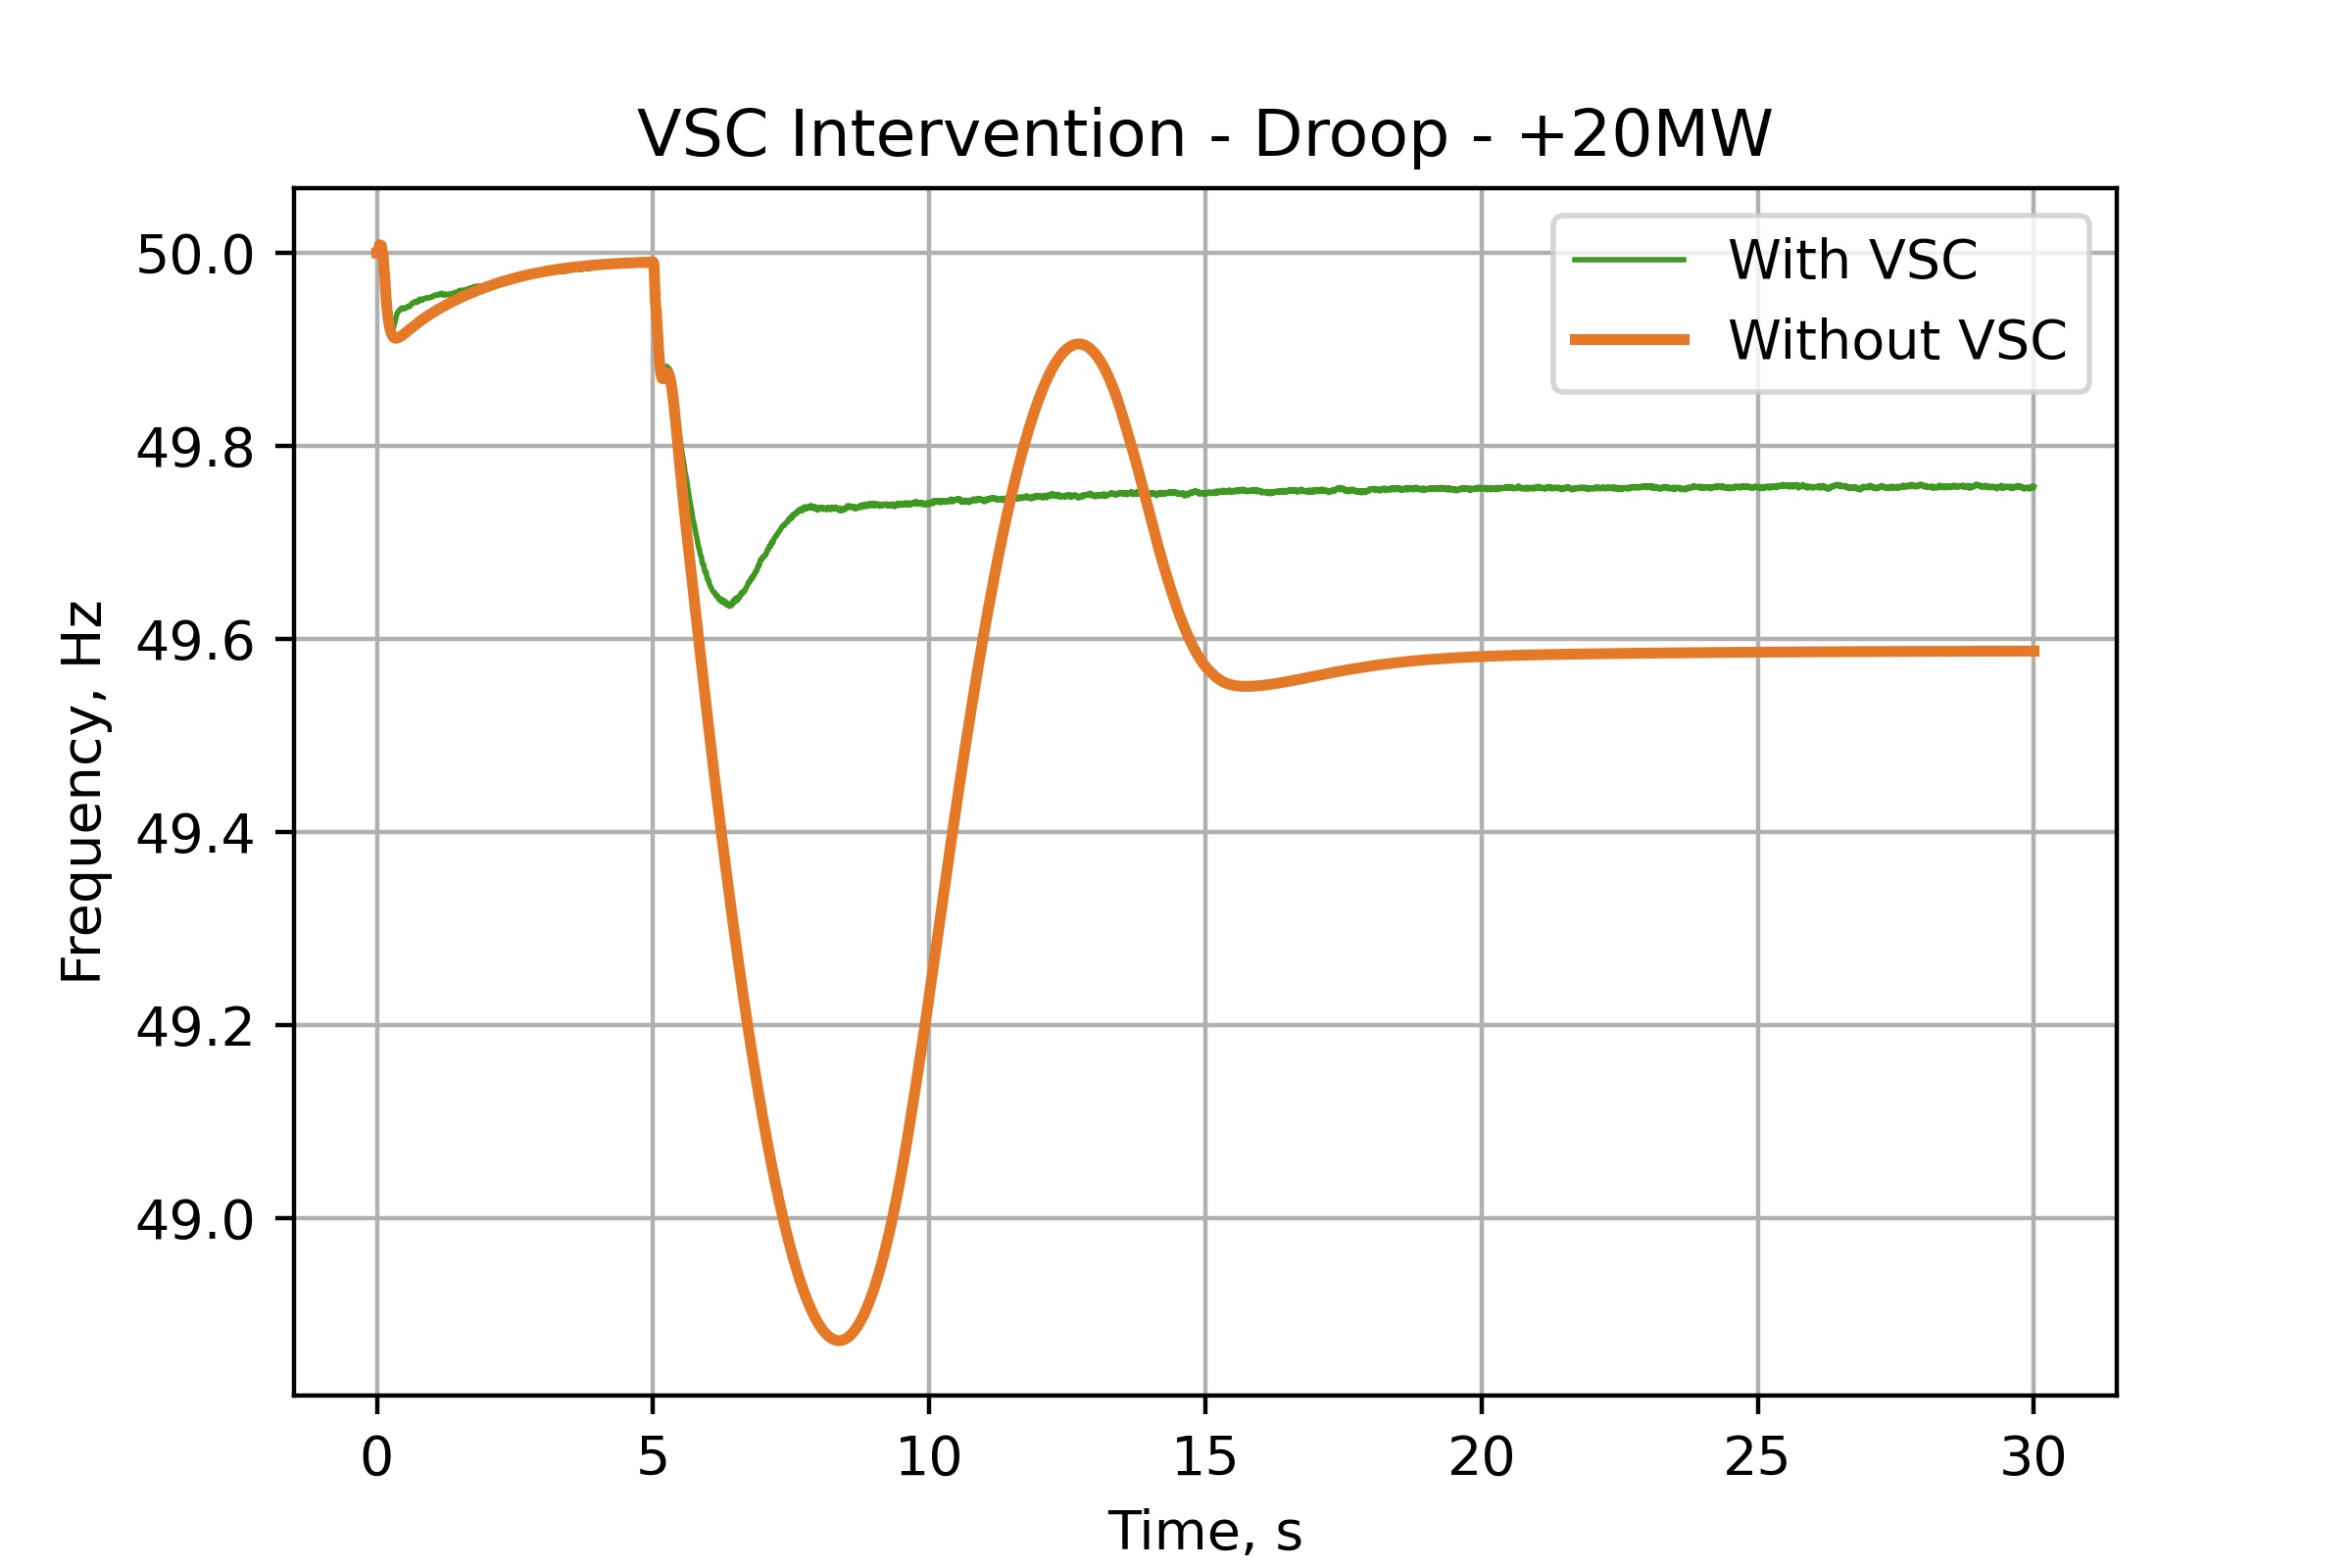 VSC Intervention - Droop - +20MW
With VSC
Without VSC
Frequency, Hz
50.0
49.8
49.6
49.4
49.2
49.0
0 5 10 15 20 25 30
Time, s